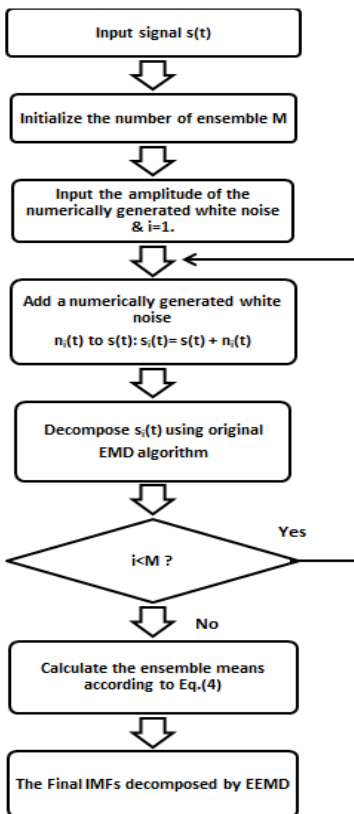 Input signal s(t)
Initialize the number of ensemble M
Input the amplitude of the
numerically generated white noise
& i=1.
Add a numerically generated white
noise
nᵢ(t) to s(t): sᵢ(t)= s(t) + nᵢ(t)
Decompose sᵢ(t) using original
EMD algorithm
Yes
i<M ?
No
Calculate the ensemble means
according to Eq.(4)
The Final IMFs decomposed by EEMD